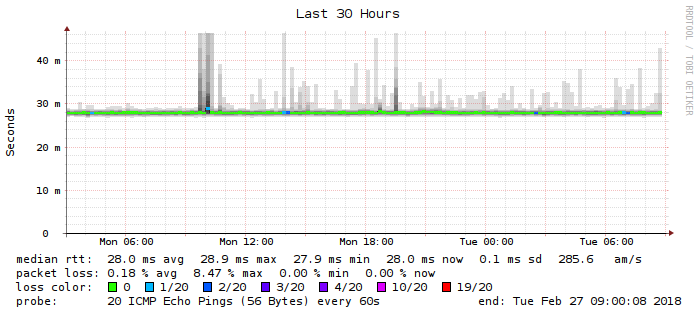 Last 30 Hours
RRDTOOL / TOBI OETIKER
Seconds
40 m
30 m
20 m
10 m
0
Mon 06:00 Mon 12:00 Mon 18:00 Tue 00:00 Tue 06:00
median rtt: 28.0 ms avg 28.9 ms max 27.9 ms min 28.0 ms now 0.1 ms sd 285.6 am/s
packet loss: 0.18 % avg 8.47 % max 0.00 % min 0.00 % now
loss color: 0 1/20 2/20 3/20 4/20 10/20 19/20
probe: 20 ICMP Echo Pings (56 Bytes) every 60s end: Tue Feb 27 09:00:08 2018